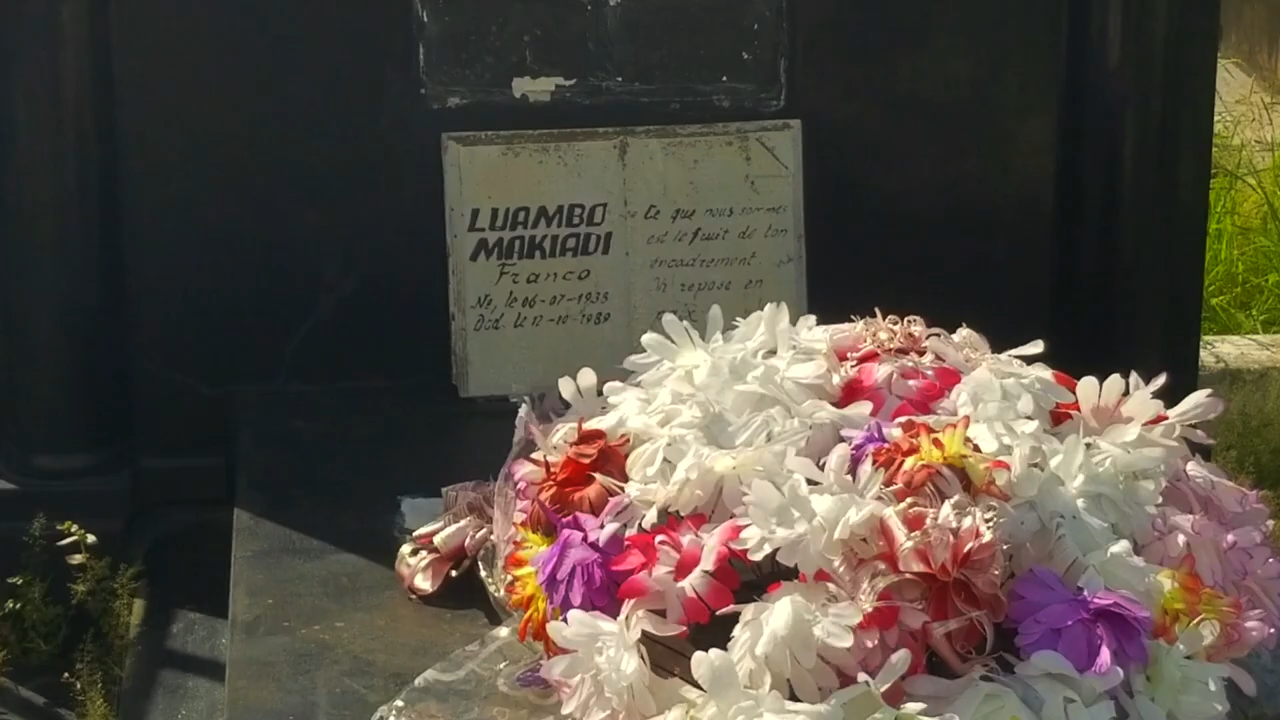 LUAMBO
MAKIADI
Franco
Né, le 06-07-1938
Déd. le 12-10-1989
Ce que nous sommes
est le fruit de ton
encadrement.
repose en